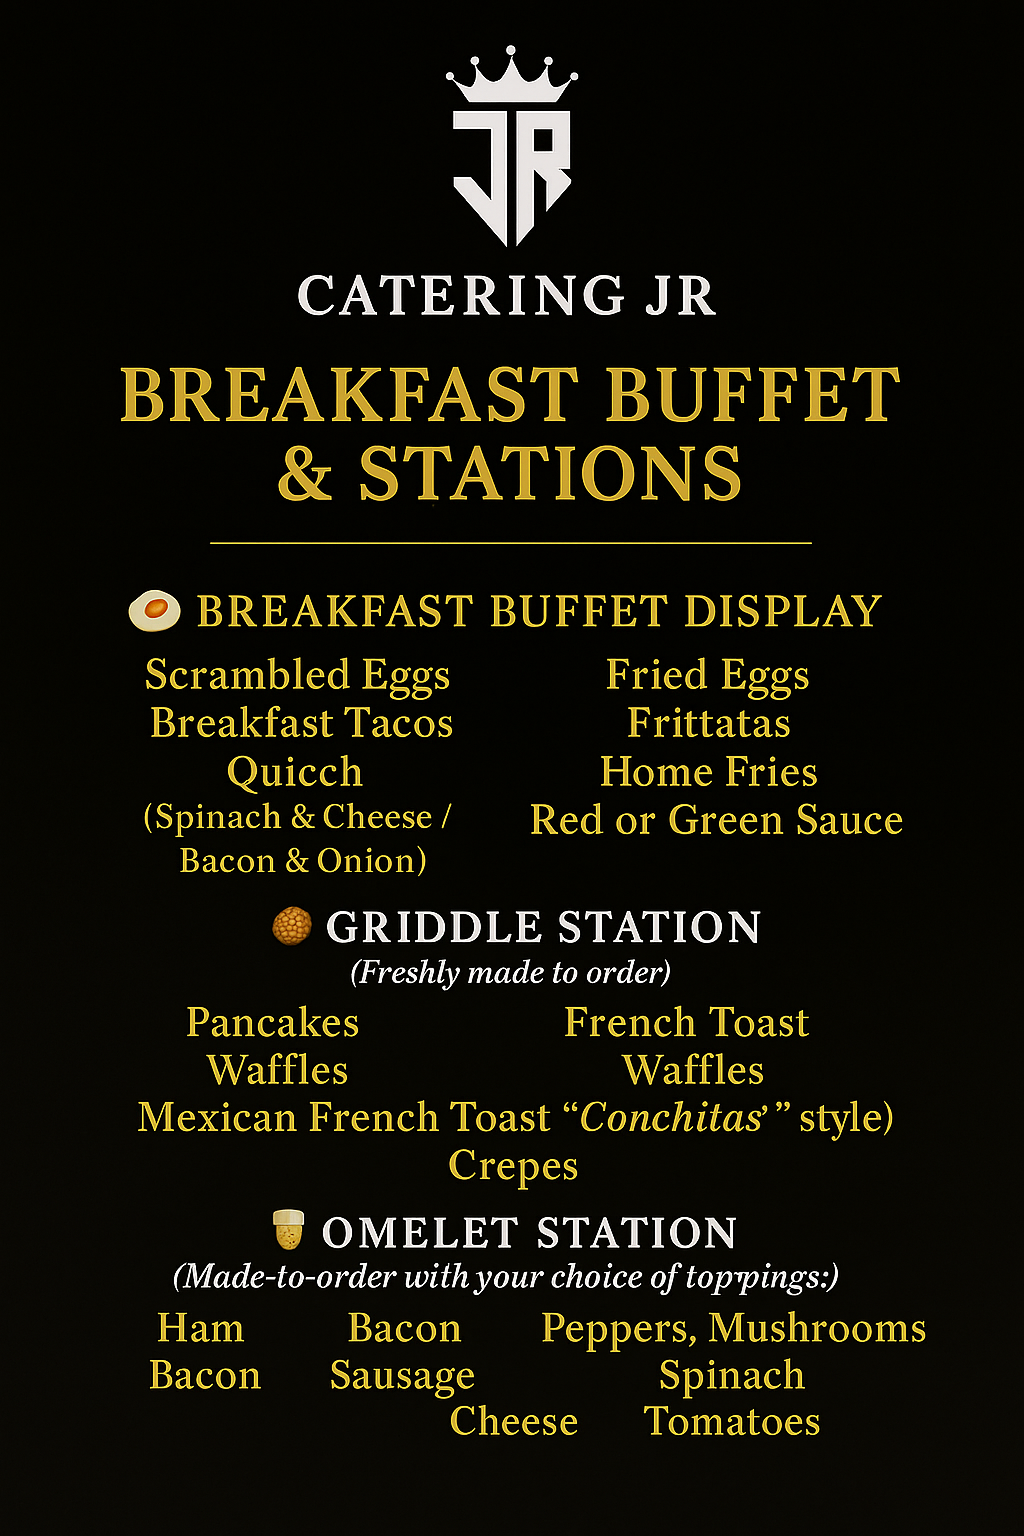 JR
CATERING JR
BREAKFAST BUFFET
& STATIONS
BREAKFAST BUFFET DISPLAY
Scrambled Eggs
Fried Eggs
Breakfast Tacos
Frittatas
Quicch
Home Fries
(Spinach & Cheese /
Bacon & Onion)
Red or Green Sauce
GRIDDLE STATION
(Freshly made to order)
Pancakes
French Toast
Waffles
Waffles
Mexican French Toast “Conchitas’” style)
Crepes
OMELET STATION
(Made-to-order with your choice of topppings:)
Ham Bacon Peppers, Mushrooms
Bacon Sausage Spinach
Cheese Tomatoes